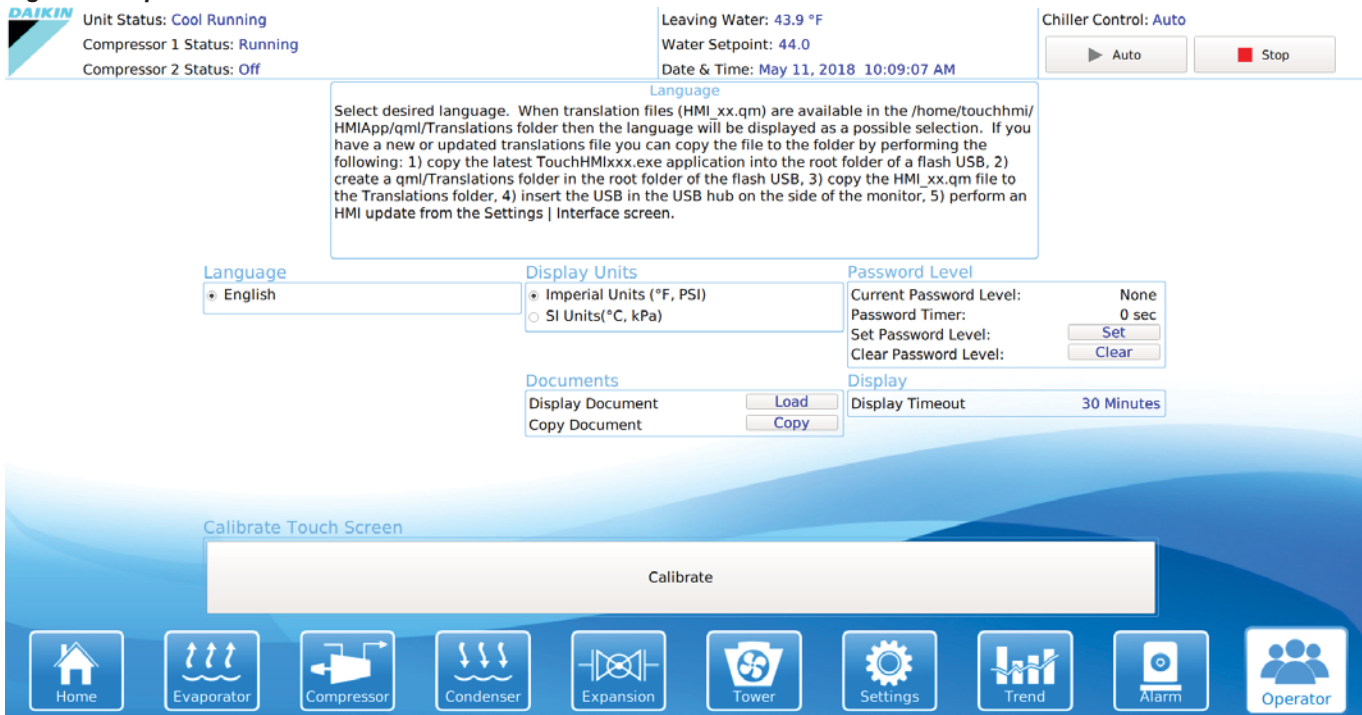 DAIKIN
Unit Status: Cool Running
Compressor 1 Status: Running
Compressor 2 Status: Off
Leaving Water: 43.9 °F
Water Setpoint: 44.0
Date & Time: May 11, 2018 10:09:07 AM
Chiller Control: Auto
Auto
Stop
Language
Select desired language. When translation files (HMI_xx.qm) are available in the /home/touchhmi/
HMIApp/qml/Translations folder then the language will be displayed as a possible selection. If you
have a new or updated translations file you can copy the file to the folder by performing the
following: 1) copy the latest TouchHMIxxx.exe application into the root folder of a flash USB, 2)
create a qml/Translations folder in the root folder of the flash USB, 3) copy the HMI_xx.qm file to
the Translations folder, 4) insert the USB in the USB hub on the side of the monitor, 5) perform an
HMI update from the Settings | Interface screen.
Language
English
Display Units
Imperial Units (°F, PSI)
SI Units(°C, kPa)
Password Level
Current Password Level: None
Password Timer: 0 sec
Set Password Level: Set
Clear Password Level: Clear
Documents
Display Document Load
Copy Document Copy
Display
Display Timeout 30 Minutes
Calibrate Touch Screen
Calibrate
Home
Evaporator
Compressor
Condenser
Expansion
Tower
Settings
Trend
Alarm
Operator